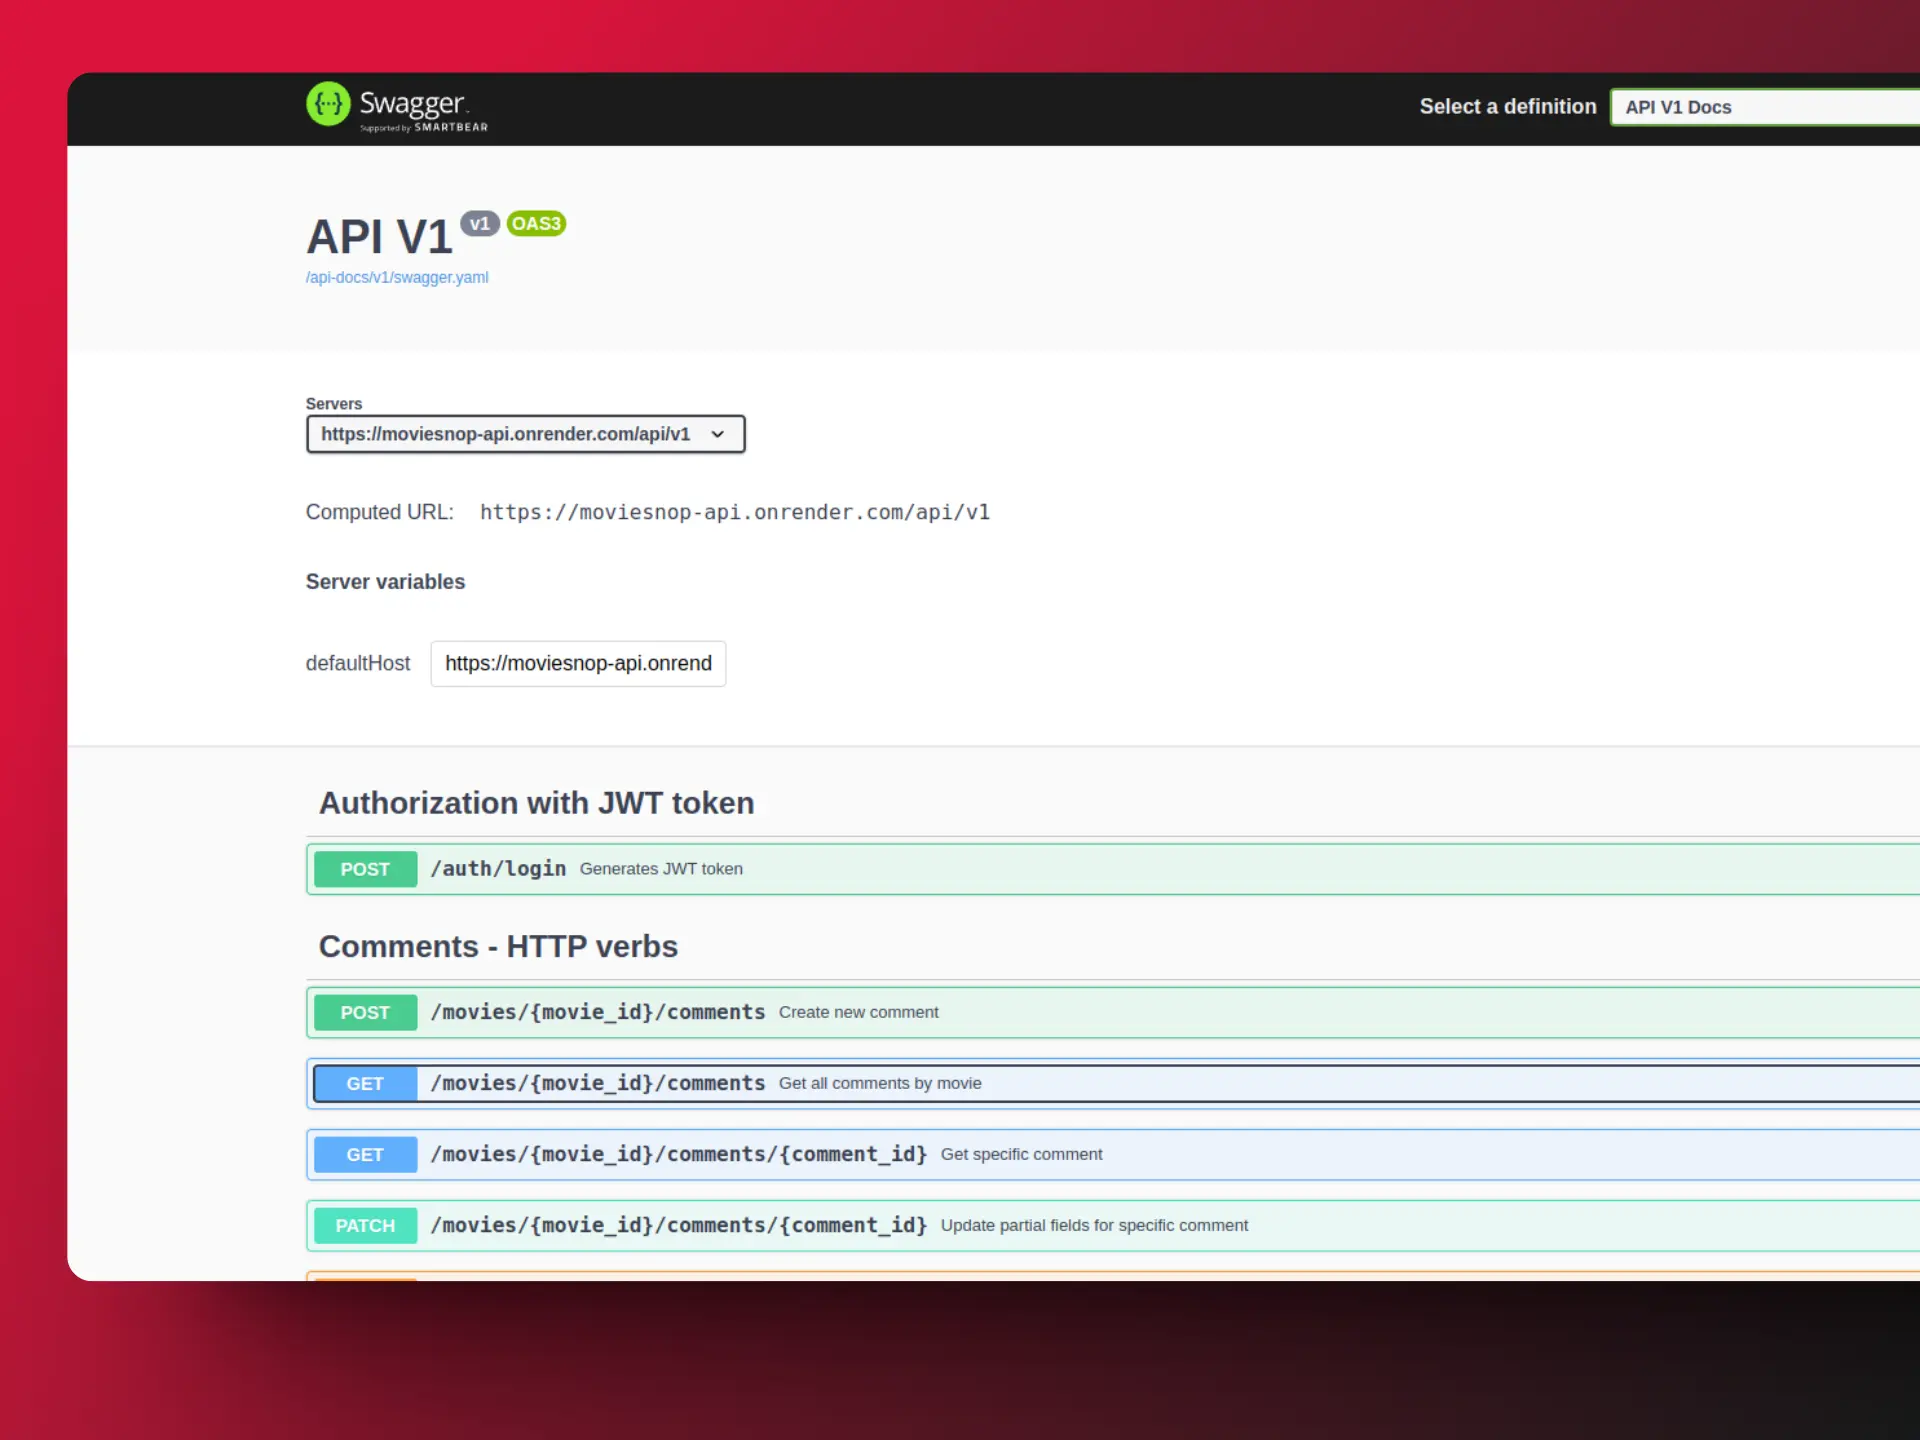 Swagger.
Supported by SMARTBEAR
Select a definition
API V1 Docs
API V1 v1 OAS3
/api-docs/v1/swagger.yaml
Servers
https://moviesnop-api.onrender.com/api/v1
Computed URL: https://moviesnop-api.onrender.com/api/v1
Server variables
defaultHost https://moviesnop-api.onrend
Authorization with JWT token
POST /auth/login Generates JWT token
Comments - HTTP verbs
POST /movies/{movie_id}/comments Create new comment
GET /movies/{movie_id}/comments Get all comments by movie
GET /movies/{movie_id}/comments/{comment_id} Get specific comment
PATCH /movies/{movie_id}/comments/{comment_id} Update partial fields for specific comment